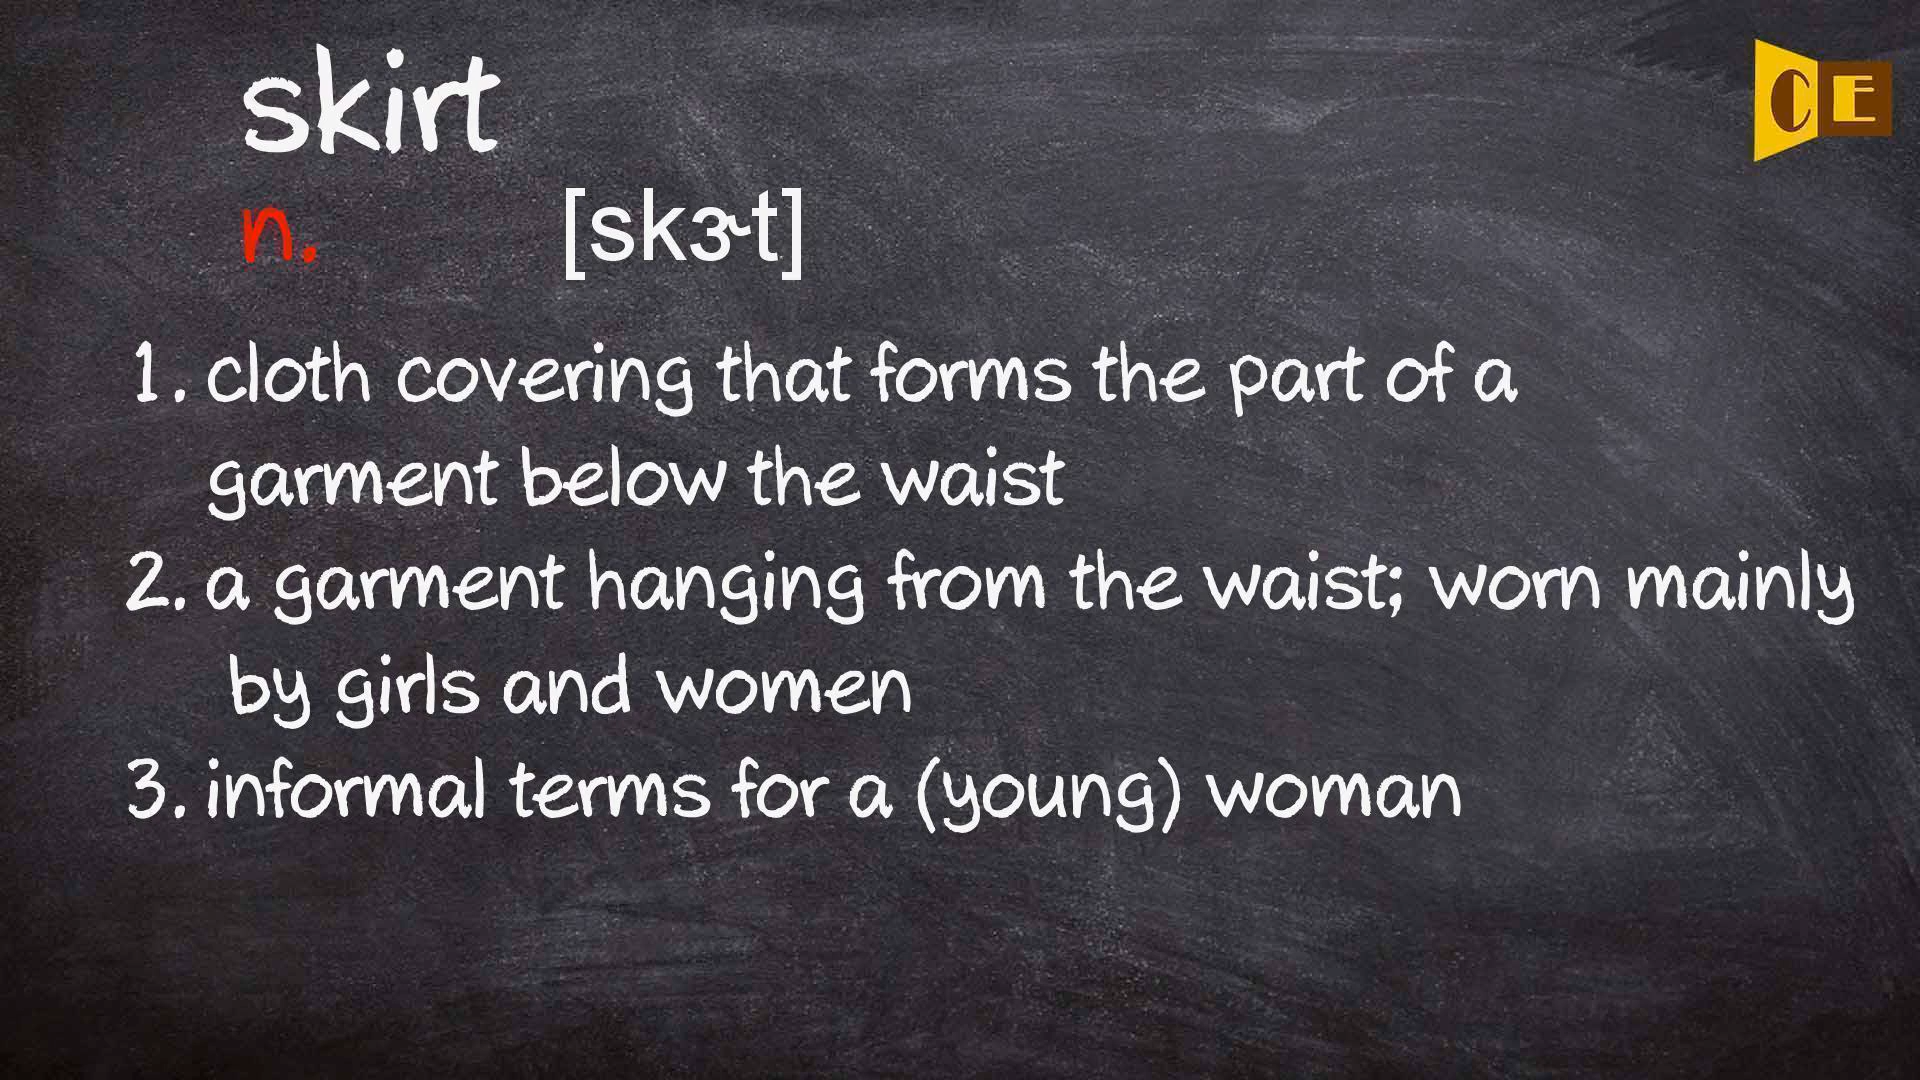 skirt
CE
n. [skɝt]
1. cloth covering that forms the part of a
garment below the waist
2. a garment hanging from the waist; worn mainly
by girls and women
3. informal terms for a (young) woman